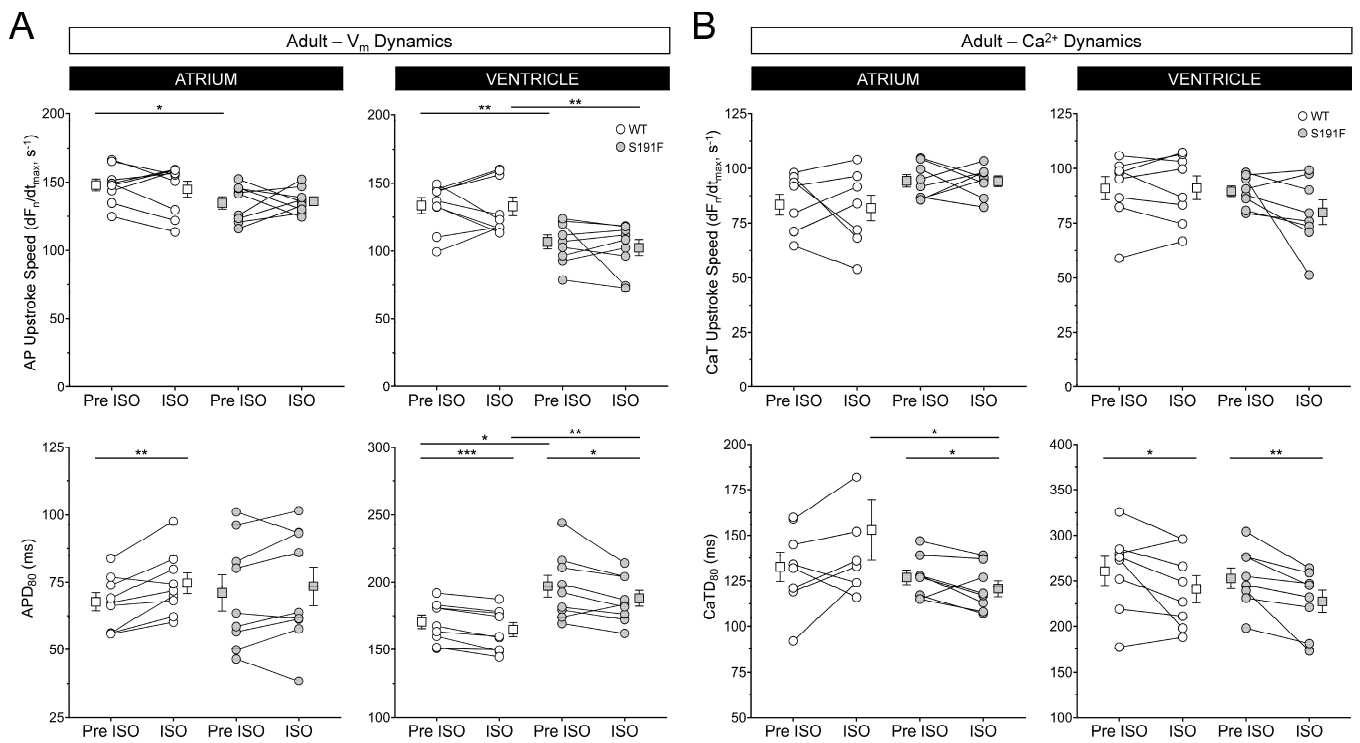 A
B
Adult – Vm Dynamics
Adult – Ca2+ Dynamics
ATRIUM
VENTRICLE
ATRIUM
VENTRICLE
AP Upstroke Speed (dFn/dtmax, s-1)
200
150
100
50
0
*
Pre ISO
ISO
Pre ISO
ISO
200
150
100
50
0
**
**
WT
S191F
Pre ISO
ISO
Pre ISO
ISO
CaT Upstroke Speed (dFn/dtmax, s-1)
125
100
75
50
25
0
Pre ISO
ISO
Pre ISO
ISO
125
100
75
50
25
0
WT
S191F
Pre ISO
ISO
Pre ISO
ISO
APD80 (ms)
125
100
75
50
25
**
Pre ISO
ISO
Pre ISO
ISO
300
250
200
150
100
*
**
***
*
Pre ISO
ISO
Pre ISO
ISO
CaTD80 (ms)
200
175
150
125
100
75
50
*
*
Pre ISO
ISO
Pre ISO
ISO
400
350
300
250
200
150
100
*
**
Pre ISO
ISO
Pre ISO
ISO